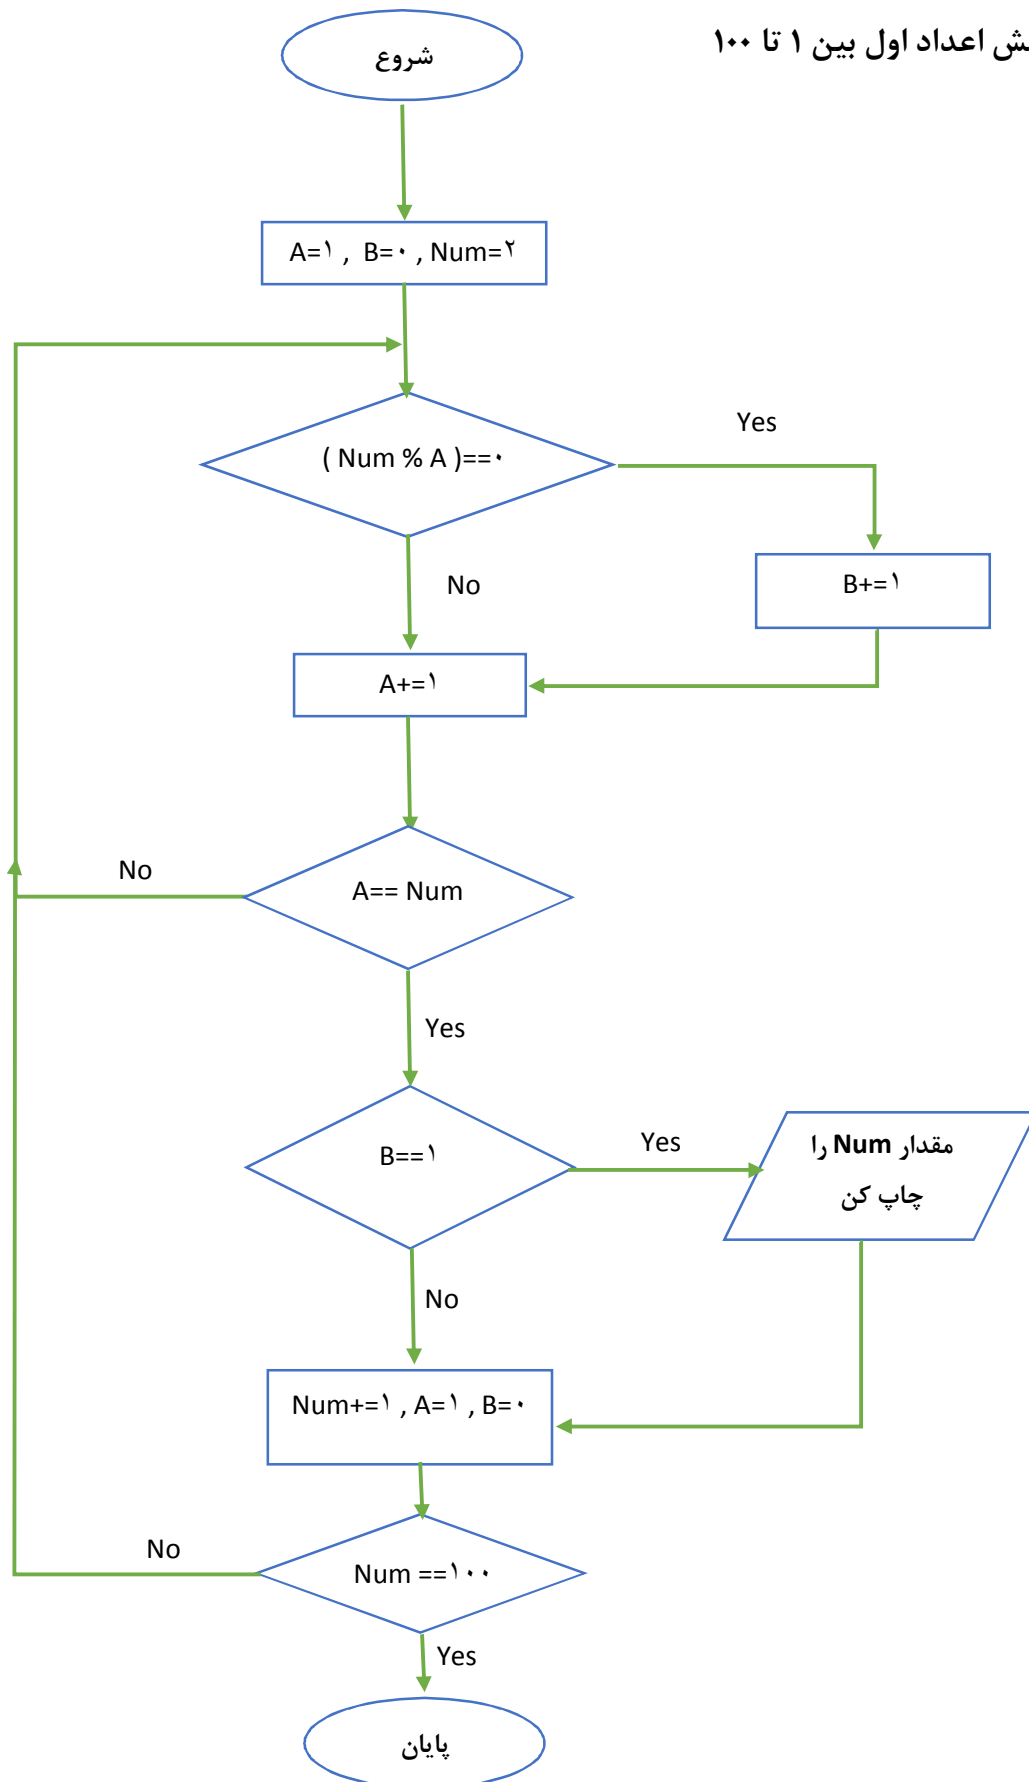 اعداد اول بین ۱ تا ۱۰۰
شروع
A=۱ , B=۰ , Num=۲
( Num % A )==۰
Yes
No
B+=۱
A+=۱
A== Num
No
Yes
B==۱
Yes
مقدار Num را
چاپ کن
No
Num+=۱ , A=۱ , B=۰
No
Num ==۱۰۰
Yes
پایان